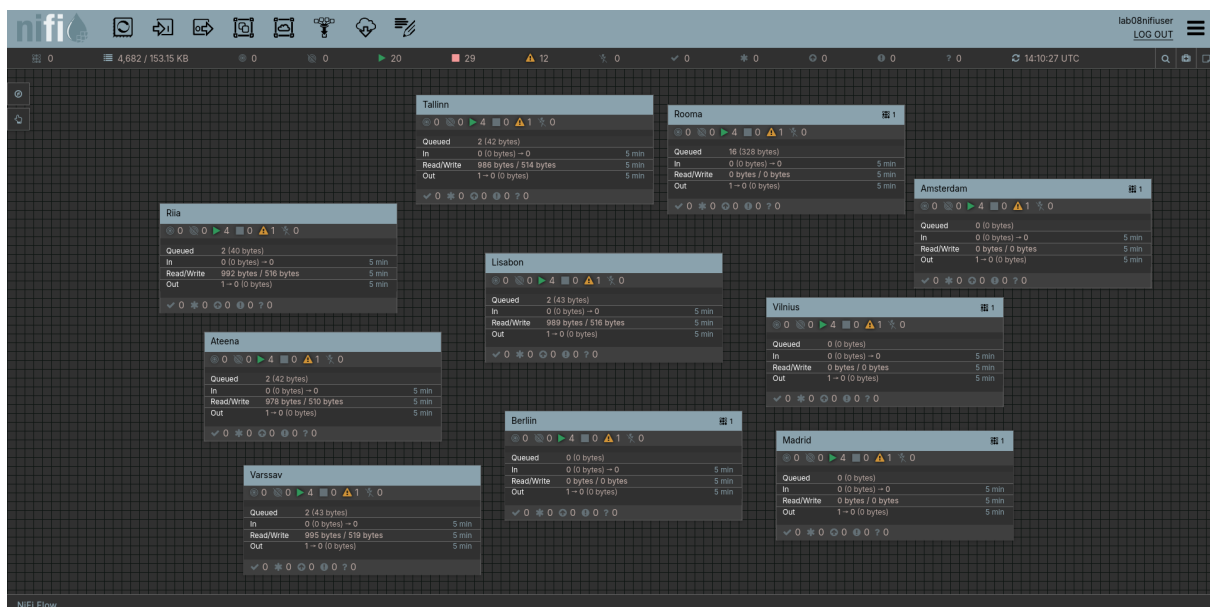 nifi
lab08nifiuser
LOG OUT
0 4,682 / 153.15 KB 0 0 20 29 12 0 0 0 0 0 ? 0 14:10:27 UTC
Tallinn
0 0 4 0 1 0
Queued 2 (42 bytes)
In 0 (0 bytes) → 0 5 min
Read/Write 986 bytes / 514 bytes 5 min
Out 1 → 0 (0 bytes) 5 min
0 0 0 0 ? 0
Rooma 1
0 0 4 0 1 0
Queued 16 (328 bytes)
In 0 (0 bytes) → 0 5 min
Read/Write 0 bytes / 0 bytes 5 min
Out 1 → 0 (0 bytes) 5 min
0 0 0 0 ? 0
Amsterdam 1
0 0 4 0 1 0
Queued 0 (0 bytes)
In 0 (0 bytes) → 0 5 min
Read/Write 0 bytes / 0 bytes 5 min
Out 1 → 0 (0 bytes) 5 min
0 0 0 0 ? 0
Riia
0 0 4 0 1 0
Queued 2 (40 bytes)
In 0 (0 bytes) → 0 5 min
Read/Write 992 bytes / 516 bytes 5 min
Out 1 → 0 (0 bytes) 5 min
0 0 0 0 ? 0
Lisabon
0 0 4 0 1 0
Queued 2 (43 bytes)
In 0 (0 bytes) → 0 5 min
Read/Write 989 bytes / 516 bytes 5 min
Out 1 → 0 (0 bytes) 5 min
0 0 0 0 ? 0
Vilnius 1
0 0 4 0 1 0
Queued 0 (0 bytes)
In 0 (0 bytes) → 0 5 min
Read/Write 0 bytes / 0 bytes 5 min
Out 1 → 0 (0 bytes) 5 min
0 0 0 0 ? 0
Ateena
0 0 4 0 1 0
Queued 2 (42 bytes)
In 0 (0 bytes) → 0 5 min
Read/Write 978 bytes / 510 bytes 5 min
Out 1 → 0 (0 bytes) 5 min
0 0 0 0 ? 0
Berliin 1
0 0 4 0 1 0
Queued 0 (0 bytes)
In 0 (0 bytes) → 0 5 min
Read/Write 0 bytes / 0 bytes 5 min
Out 1 → 0 (0 bytes) 5 min
0 0 0 0 ? 0
Madrid 1
0 0 4 0 1 0
Queued 0 (0 bytes)
In 0 (0 bytes) → 0 5 min
Read/Write 0 bytes / 0 bytes 5 min
Out 1 → 0 (0 bytes) 5 min
0 0 0 0 ? 0
Varssav
0 0 4 0 1 0
Queued 2 (43 bytes)
In 0 (0 bytes) → 0 5 min
Read/Write 995 bytes / 519 bytes 5 min
Out 1 → 0 (0 bytes) 5 min
0 0 0 0 ? 0
NiFi Flow